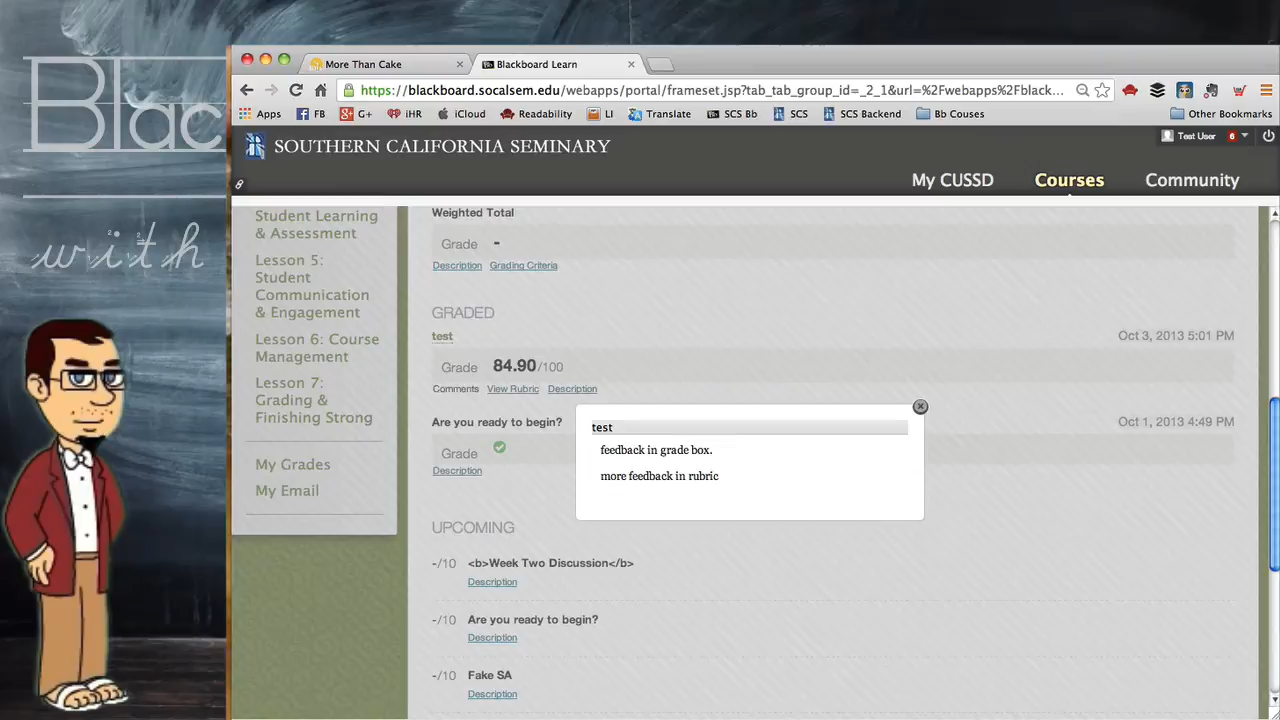 Blac
with
More Than Cake
Bb Blackboard Learn
https://blackboard.socalsem.edu/webapps/portal/frameset.jsp?tab_tab_group_id=_2_1&url=%2Fwebapps%2Fblack...
Apps
FB
G+
iHR
iCloud
Readability
LI
Translate
Bb SCS Bb
SCS
SCS Backend
Bb Couses
Other Bookmarks
SOUTHERN CALIFORNIA SEMINARY
Test User 6
My CUSSD
Courses
Community
Student Learning
& Assessment
Lesson 5:
Student
Communication
& Engagement
Lesson 6: Course
Management
Lesson 7:
Grading &
Finishing Strong
My Grades
My Email
Weighted Total
Grade -
Description Grading Criteria
GRADED
test
Oct 3, 2013 5:01 PM
Grade 84.90/100
Comments View Rubric Description
Are you ready to begin?
Oct 1, 2013 4:49 PM
Grade
Description
test
feedback in grade box.
more feedback in rubric
UPCOMING
-/10 <b>Week Two Discussion</b>
Description
-/10 Are you ready to begin?
Description
-/10 Fake SA
Description